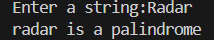 Enter a string:Radar
radar is a palindrome